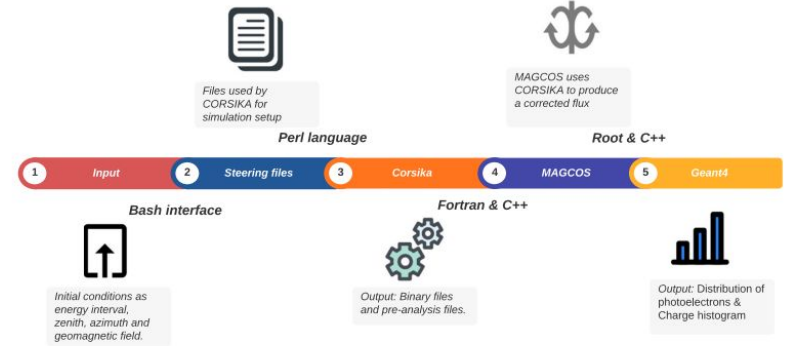 Files used by
CORSIKA for
simulation setup
MAGCOS uses
CORSIKA to produce
a corrected flux
Perl language
Root & C++
1 Input 2 Steering files 3 Corsika 4 MAGCOS 5 Geant4
Bash interface
Fortran & C++
Initial conditions as
energy interval,
zenith, azimuth and
geomagnetic field.
Output: Binary files
and pre-analysis files.
Output: Distribution of
photoelectrons &
Charge histogram